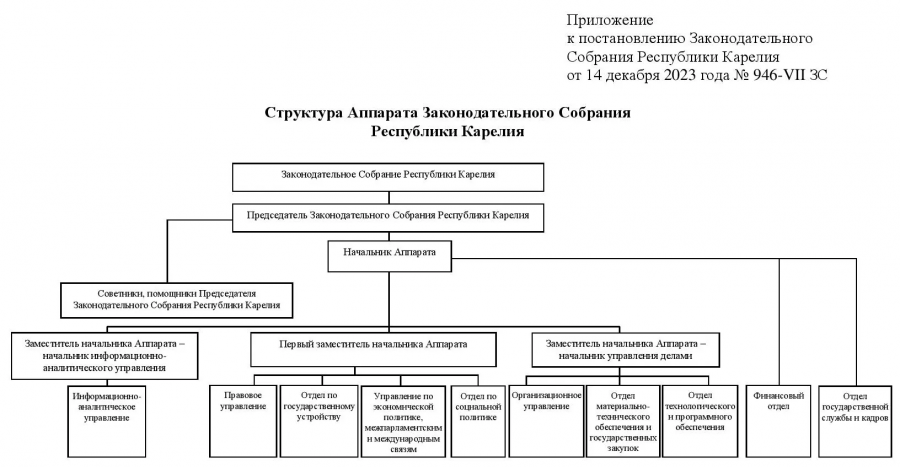 Приложение
к постановлению Законодательного
Собрания Республики Карелия
от 14 декабря 2023 года № 946-VII ЗС
Структура Аппарата Законодательного Собрания
Республики Карелия
Законодательное Собрание Республики Карелия
Председатель Законодательного Собрания Республики Карелия
Начальник Аппарата
Советники, помощники Председателя
Законодательного Собрания Республики Карелия
Заместитель начальника Аппарата –
начальник информационно-
аналитического управления
Первый заместитель начальника Аппарата
Заместитель начальника Аппарата –
начальник управления делами
Информационно-
аналитическое
управление
Правовое
управление
Отдел по
государственному
устройству
Управление по
экономической
политике,
межпарламентским
и международным
связям
Отдел по
социальной
политике
Организационное
управление
Отдел
материально-
технического
обеспечения и
государственных
закупок
Отдел
технологического
и программного
обеспечения
Финансовый
отдел
Отдел
государственной
службы и кадров